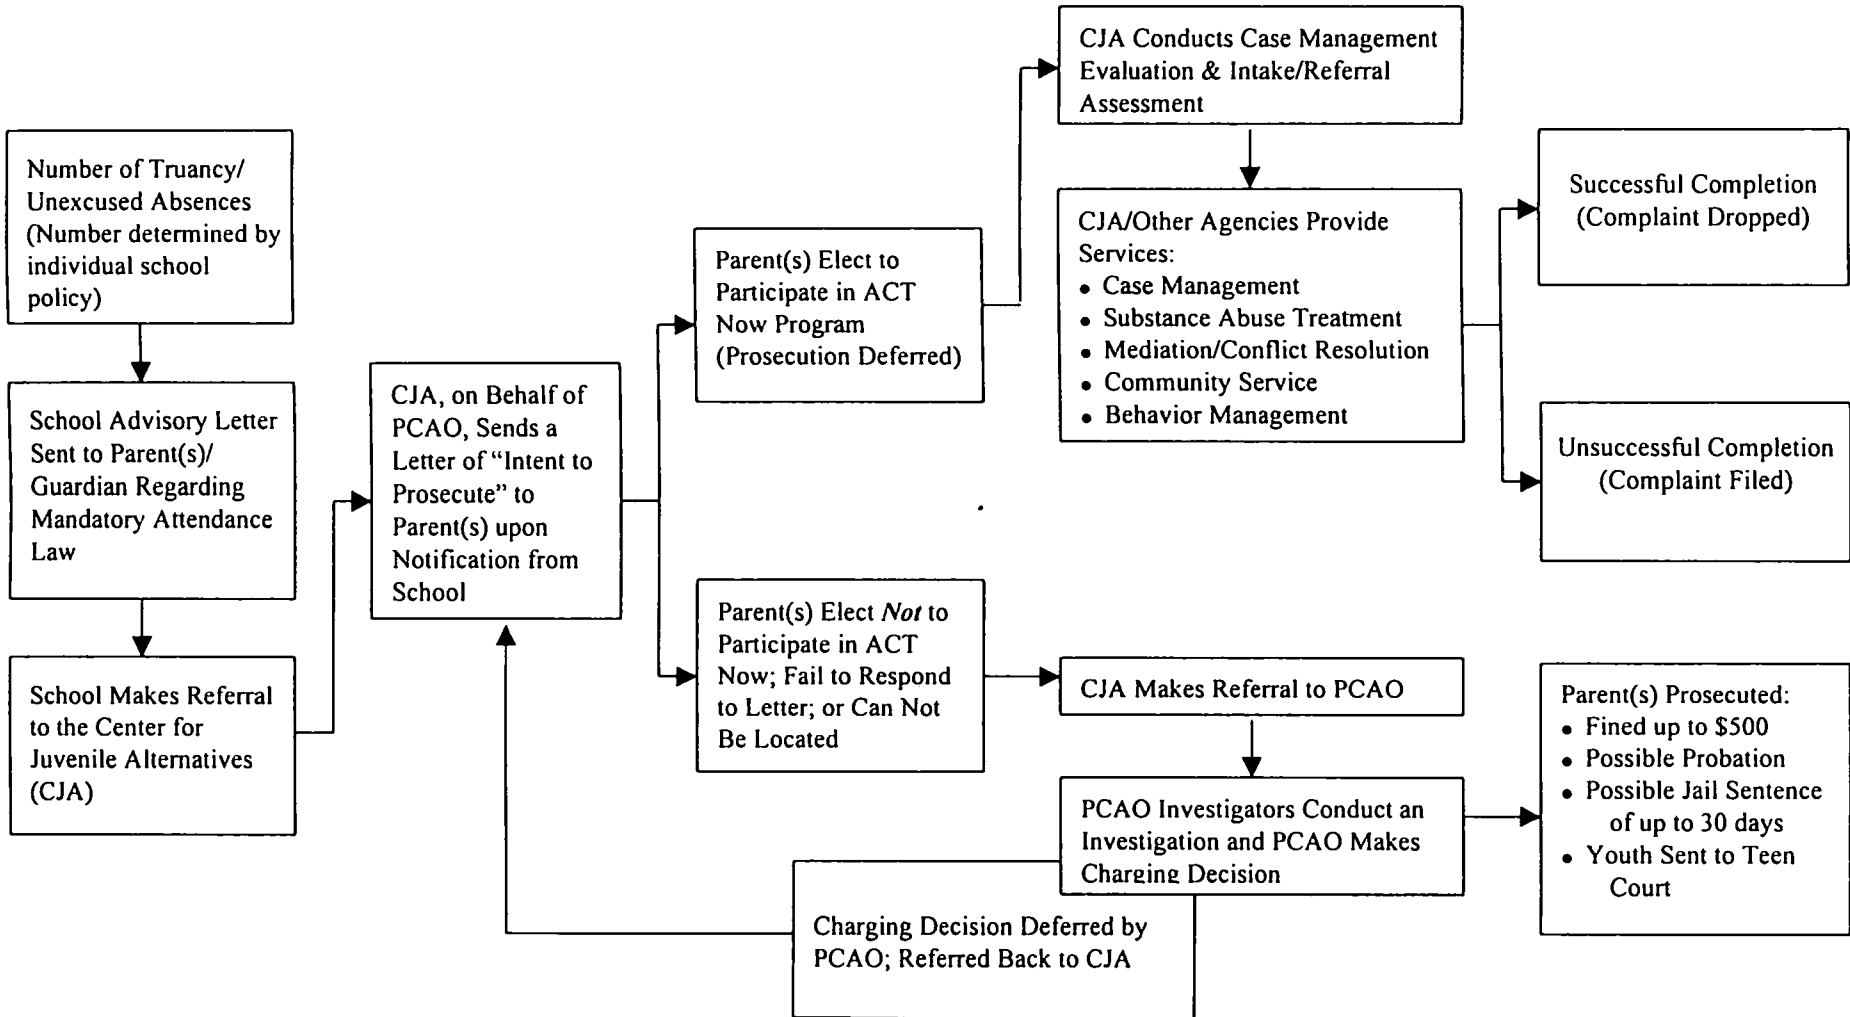 Number of Truancy/
Unexcused Absences
(Number determined by
individual school
policy)
School Advisory Letter
Sent to Parent(s)/
Guardian Regarding
Mandatory Attendance
Law
School Makes Referral
to the Center for
Juvenile Alternatives
(CJA)
CJA, on Behalf of
PCAO, Sends a
Letter of “Intent to
Prosecute” to
Parent(s) upon
Notification from
School
Parent(s) Elect to
Participate in ACT
Now Program
(Prosecution Deferred)
Parent(s) Elect Not to
Participate in ACT
Now; Fail to Respond
to Letter; or Can Not
Be Located
CJA Conducts Case Management
Evaluation & Intake/Referral
Assessment
CJA/Other Agencies Provide
Services:
• Case Management
• Substance Abuse Treatment
• Mediation/Conflict Resolution
• Community Service
• Behavior Management
Successful Completion
(Complaint Dropped)
Unsuccessful Completion
(Complaint Filed)
CJA Makes Referral to PCAO
PCAO Investigators Conduct an
Investigation and PCAO Makes
Charging Decision
Charging Decision Deferred by
PCAO; Referred Back to CJA
Parent(s) Prosecuted:
• Fined up to $500
• Possible Probation
• Possible Jail Sentence
of up to 30 days
• Youth Sent to Teen
Court